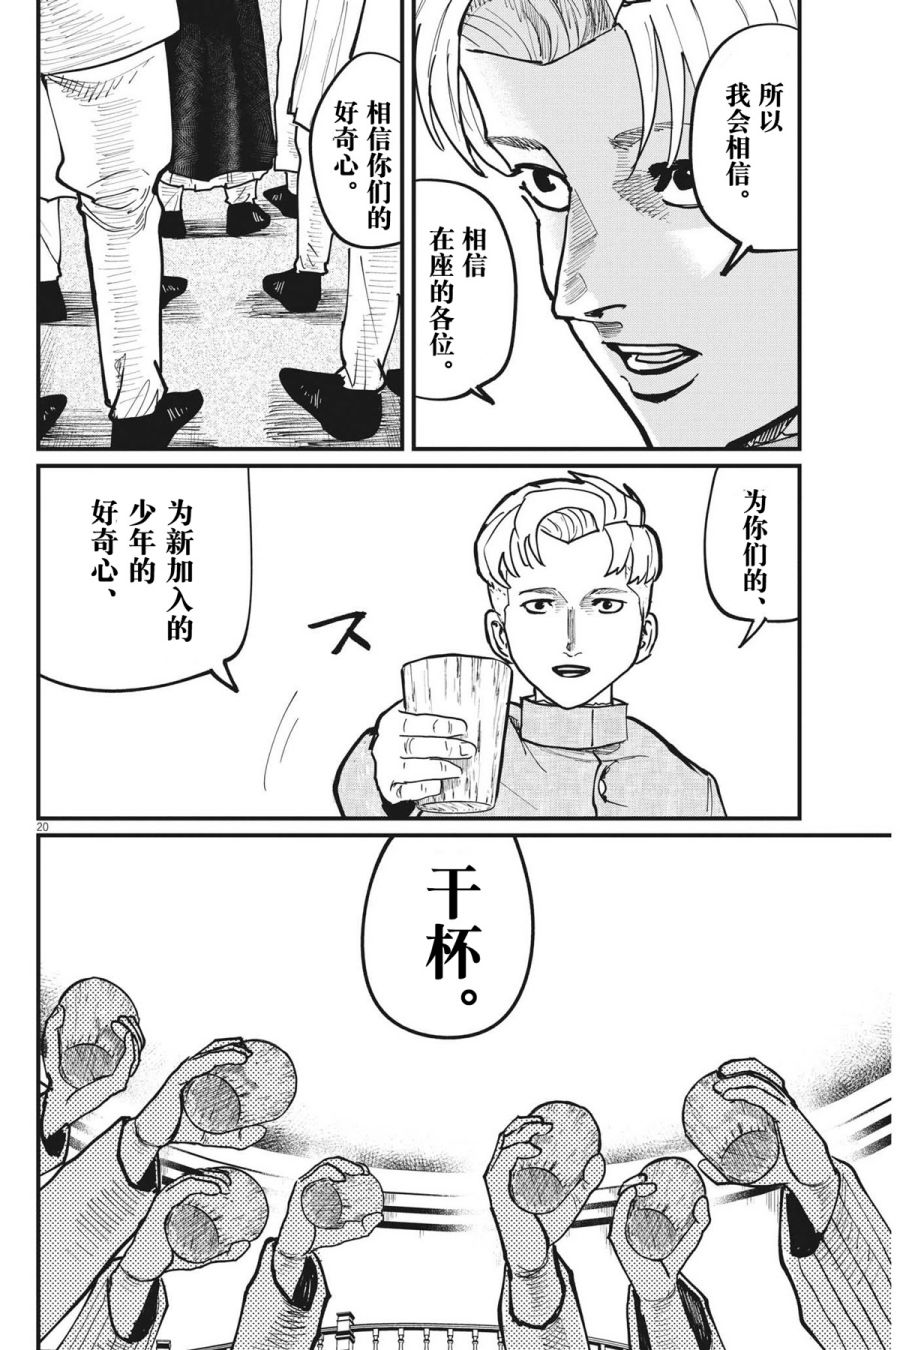 所以
我会相信。
相信
在座的各位。
相信你们的
好奇心。
为你们的、
为新加入的
少年的
好奇心、
ス
20
干杯。